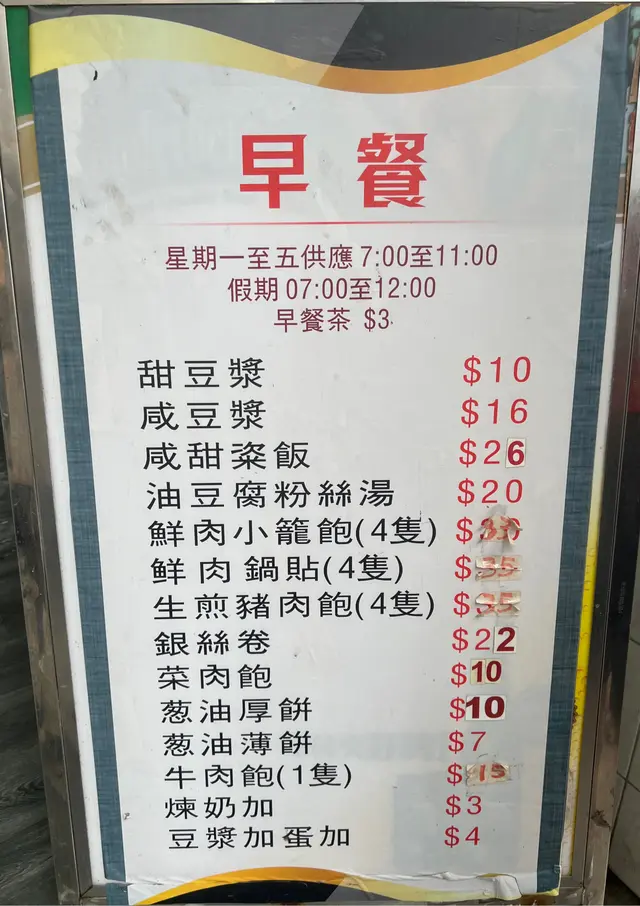 早餐
星期一至五供應 7:00至11:00
假期 07:00至12:00
早餐茶 $3
甜豆漿 $10
咸豆漿 $16
咸甜粢飯 $26
油豆腐粉絲湯 $20
鮮肉小籠飽(4隻) $
鮮肉鍋貼(4隻) $35
生煎豬肉飽(4隻) $35
銀絲卷 $22
菜肉飽 $10
葱油厚餅 $10
葱油薄餅 $7
牛肉飽(1隻) $15
煉奶加 $3
豆漿加蛋加 $4